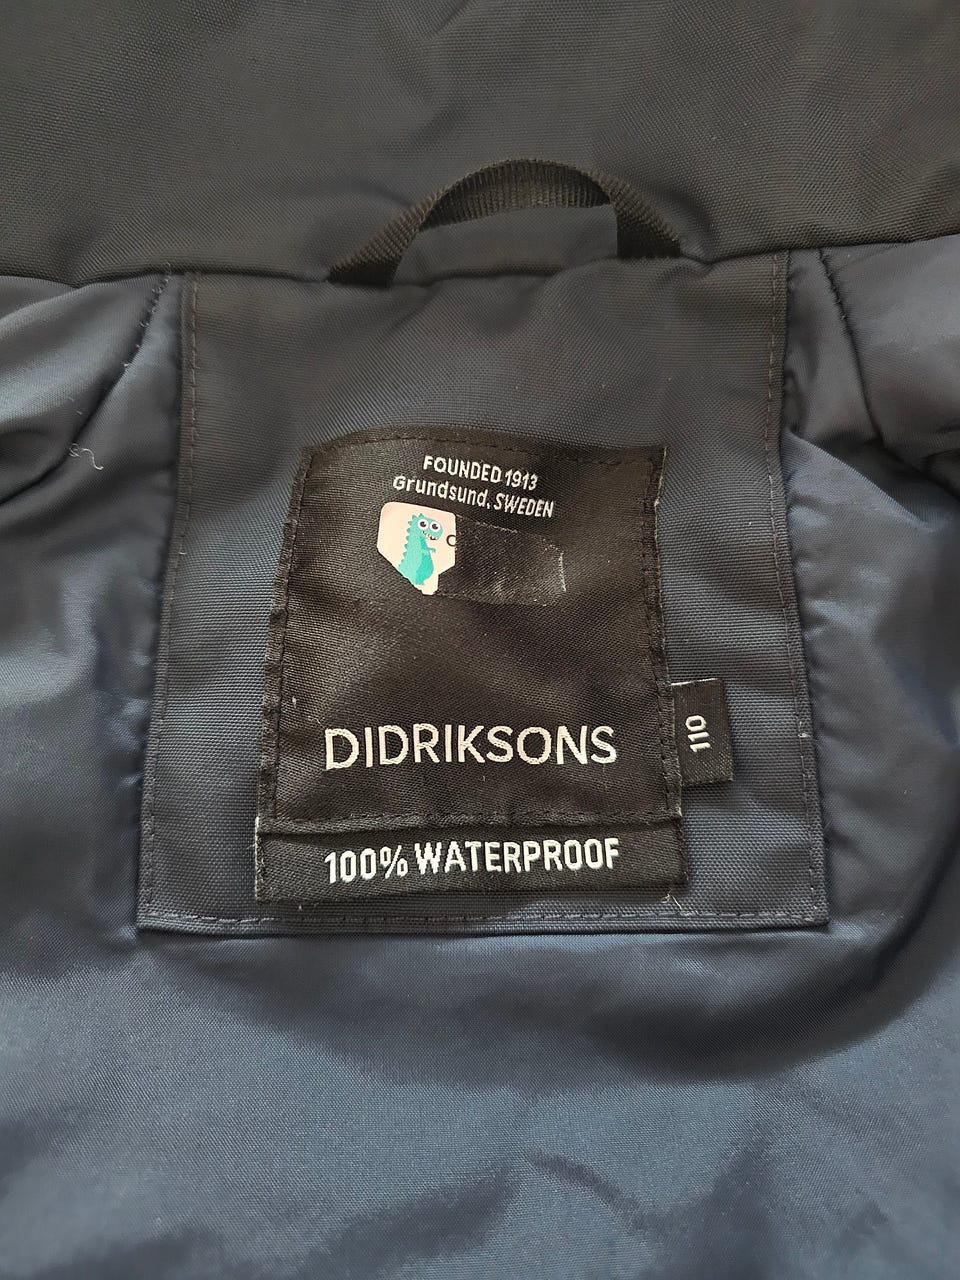 FOUNDED 1913
Grundsund, SWEDEN
DIDRIKSONS
110
100% WATERPROOF